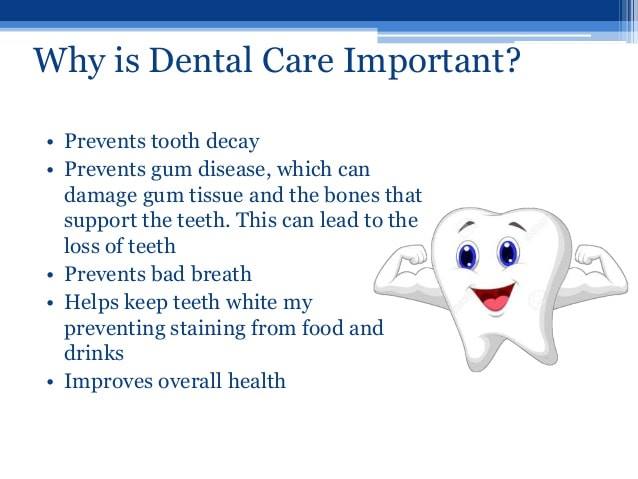 Why is Dental Care Important?
• Prevents tooth decay
• Prevents gum disease, which can
damage gum tissue and the bones that
support the teeth. This can lead to the
loss of teeth
• Prevents bad breath
• Helps keep teeth white my
preventing staining from food and
drinks
• Improves overall health